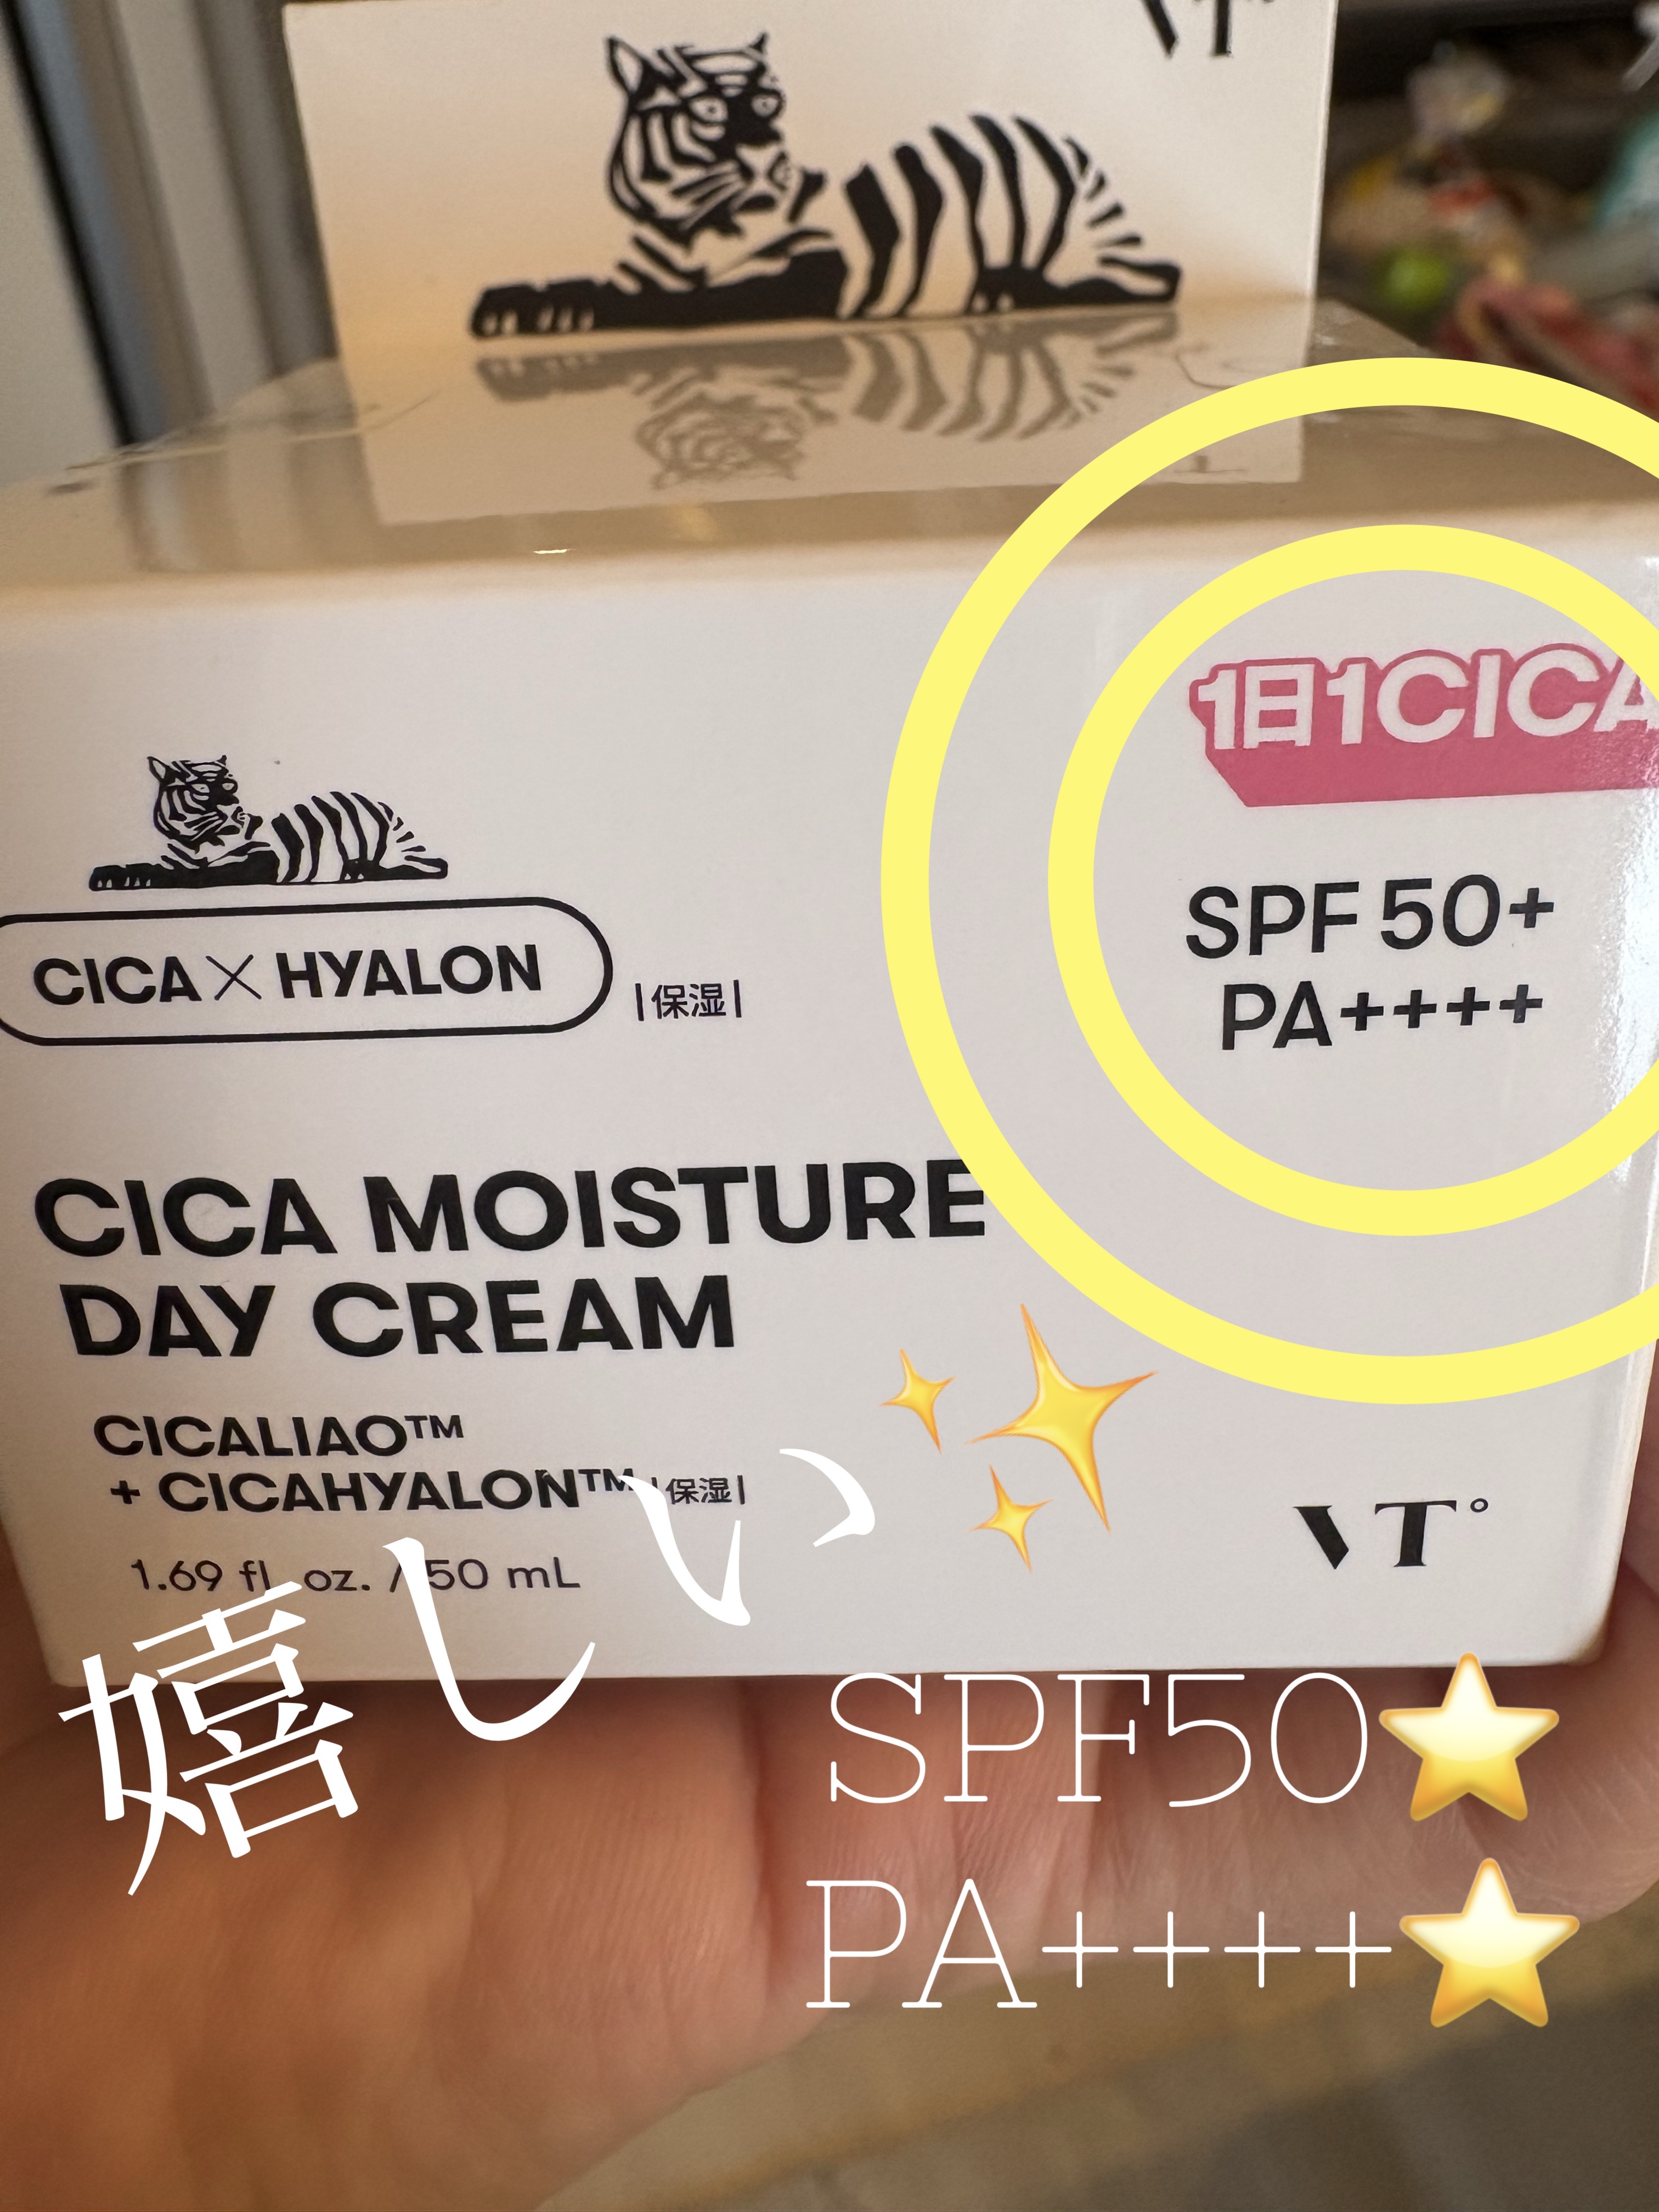 VT
1日1CICA
SPF 50+
PA++++
CICA×HYALON |保湿|
CICA MOISTURE
DAY CREAM
CICALIAO™
+ CICAHYALON™ |保湿|
1.69 fl. oz. / 50 mL
VT
嬉しい✨
SPF50⭐
PA++++⭐